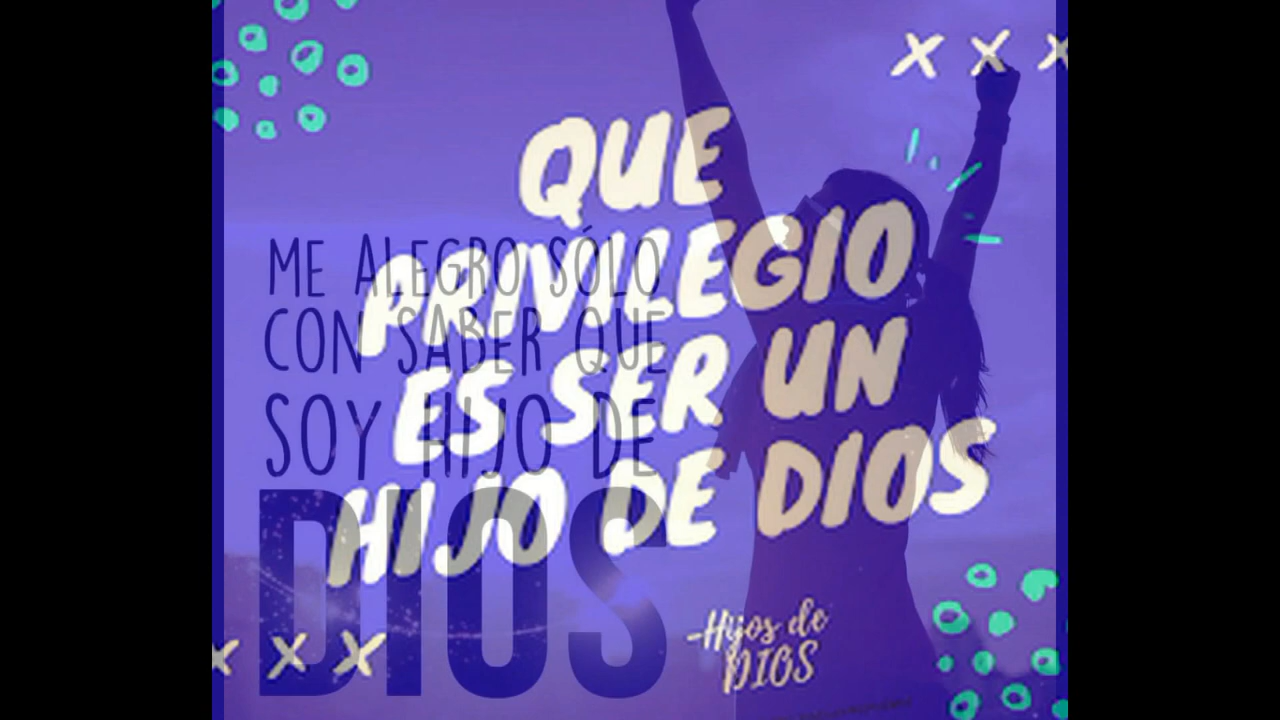 QUE
PRIVILEGIO
ES SER UN
HIJO DE DIOS
-Hijos de
DIOS
ME ALEGRO SÓLO
CON SABER QUE
SOY HIJO DE
DIOS